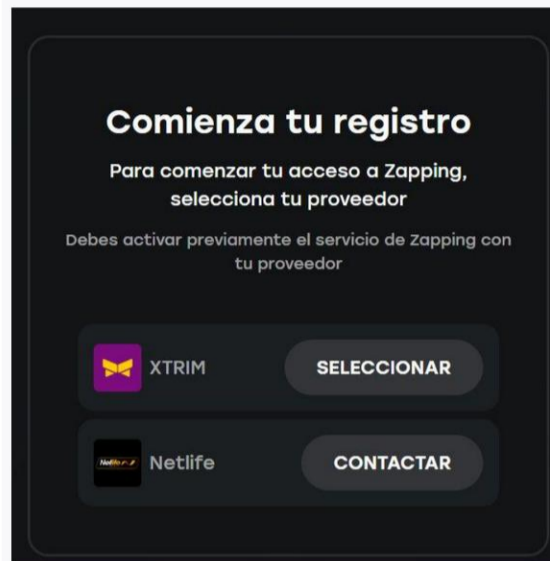 Comienza tu registro
Para comenzar tu acceso a Zapping,
selecciona tu proveedor
Debes activar previamente el servicio de Zapping con
tu proveedor
XTRIM
SELECCIONAR
Netlife
Netlife
CONTACTAR